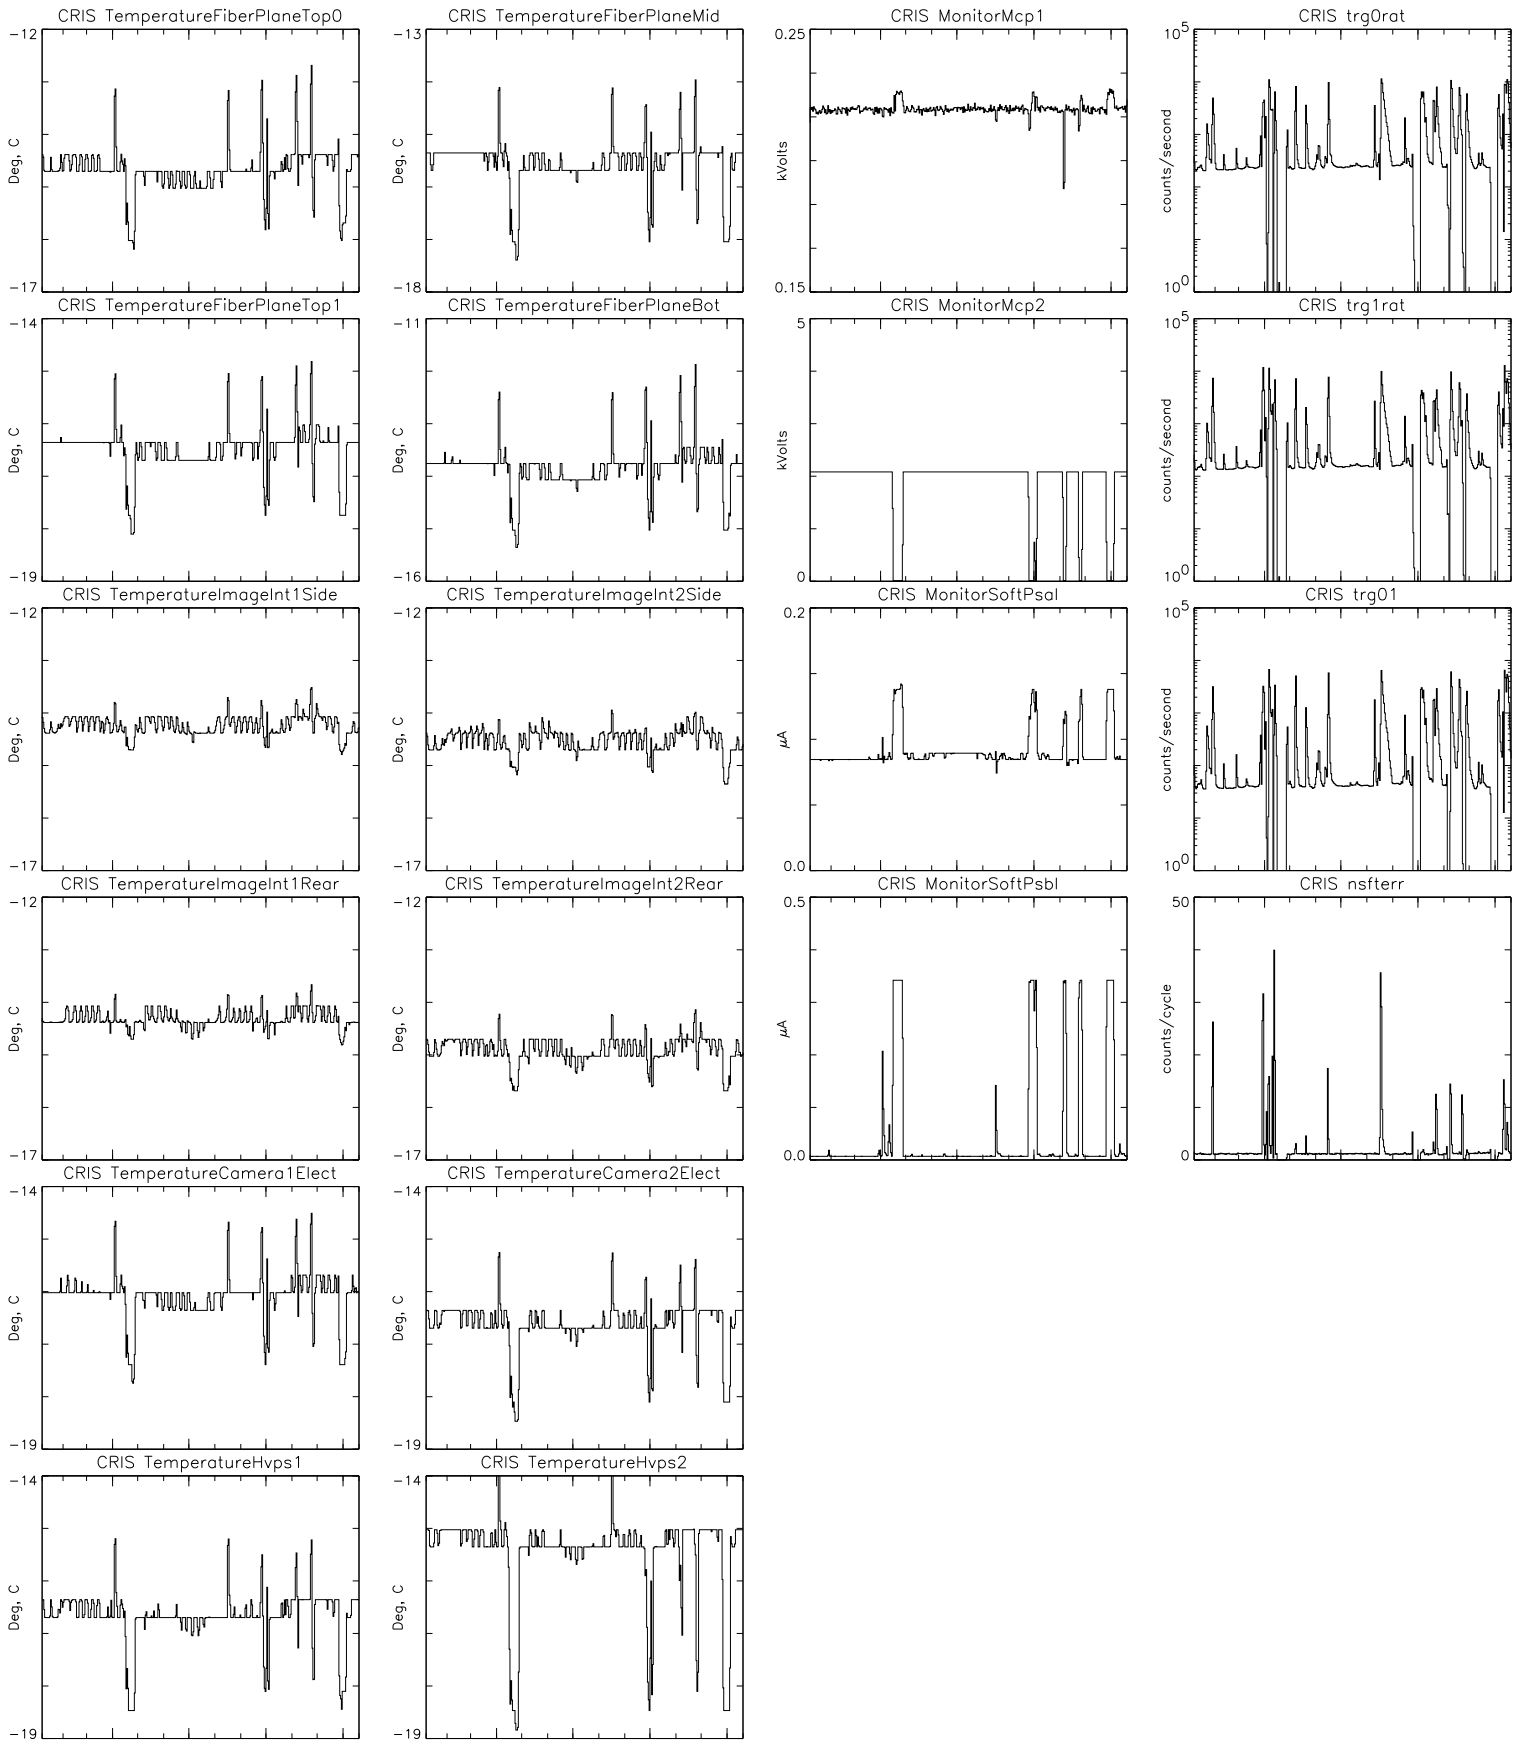 CRIS TemperatureFiberPlaneTop0
-12
Deg, C
-17
CRIS TemperatureFiberPlaneMid
-13
Deg, C
-18
CRIS MonitorMcp1
0.25
kVolts
0.15
CRIS trg0rat
10^5
counts/second
10^0
CRIS TemperatureFiberPlaneTop1
-14
Deg, C
-19
CRIS TemperatureFiberPlaneBot
-11
Deg, C
-16
CRIS MonitorMcp2
5
kVolts
0
CRIS trg1rat
10^5
counts/second
10^0
CRIS TemperatureImageInt1Side
-12
Deg, C
-17
CRIS TemperatureImageInt2Side
-12
Deg, C
-17
CRIS MonitorSoftPsaI
0.2
μA
0.0
CRIS trg01
10^5
counts/second
10^0
CRIS TemperatureImageInt1Rear
-12
Deg, C
-17
CRIS TemperatureImageInt2Rear
-12
Deg, C
-17
CRIS MonitorSoftPsbI
0.5
μA
0.0
CRIS nsfterr
50
counts/cycle
0
CRIS TemperatureCamera1Elect
-14
Deg, C
-19
CRIS TemperatureCamera2Elect
-14
Deg, C
-19
CRIS TemperatureHvps1
-14
Deg, C
-19
CRIS TemperatureHvps2
-14
Deg, C
-19